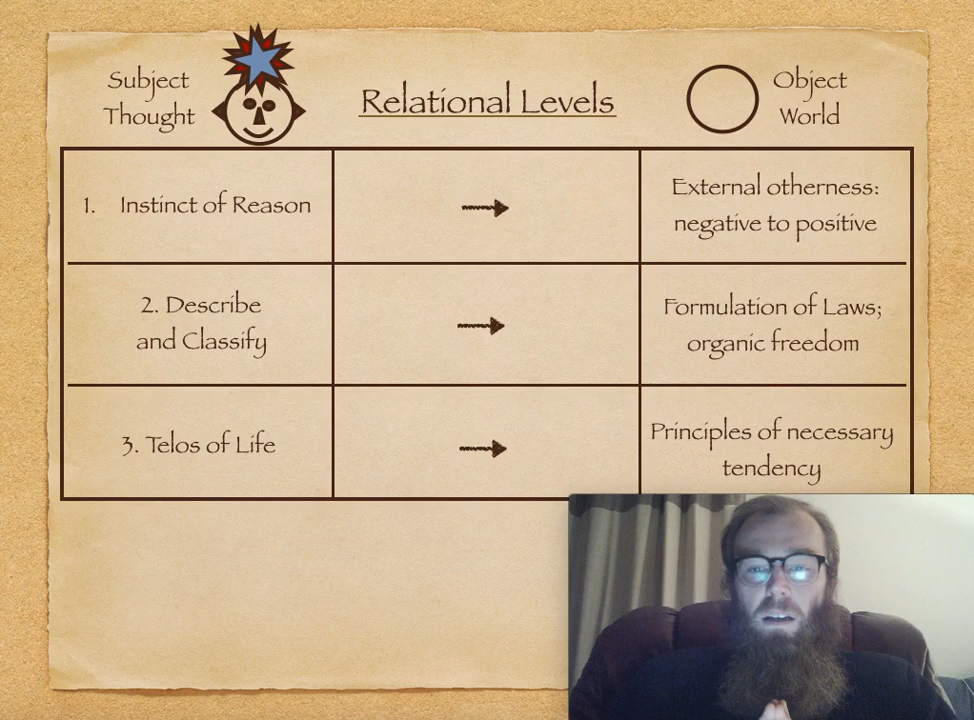 Subject
Thought
Relational Levels
Object
World
1. Instinct of Reason
External otherness:
negative to positive
2. Describe
and Classify
Formulation of Laws;
organic freedom
3. Telos of Life
Principles of necessary
tendency